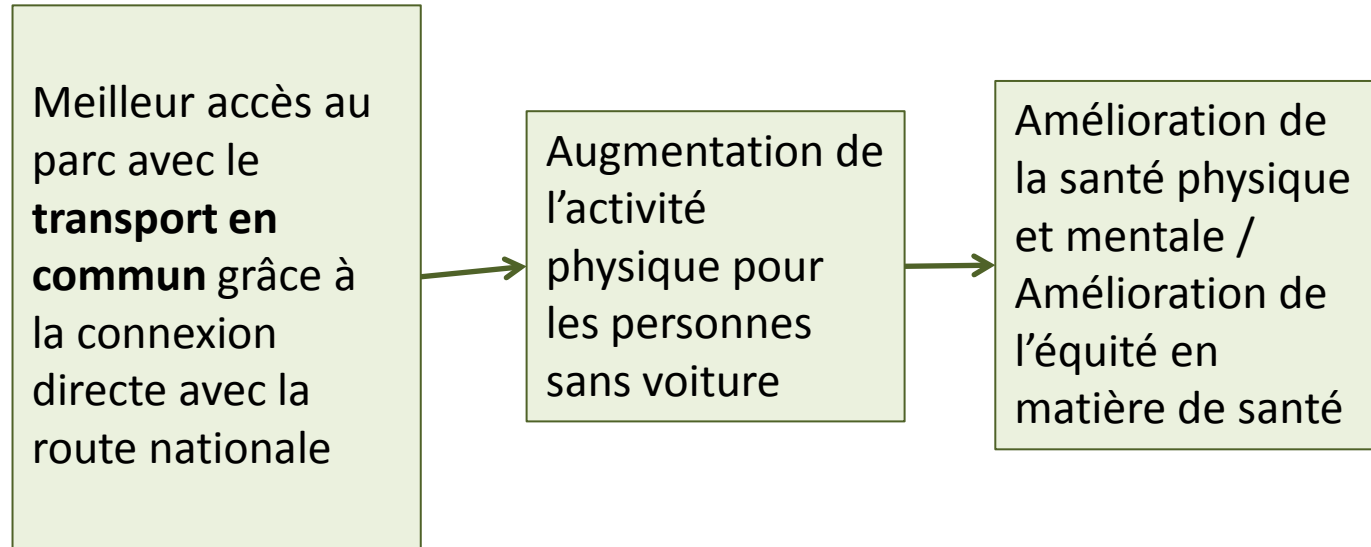 Meilleur accès au
parc avec le
transport en
commun grâce à
la connexion
directe avec la
route nationale
Augmentation de
l’activité
physique pour
les personnes
sans voiture
Amélioration de
la santé physique
et mentale /
Amélioration de
l’équité en
matière de santé